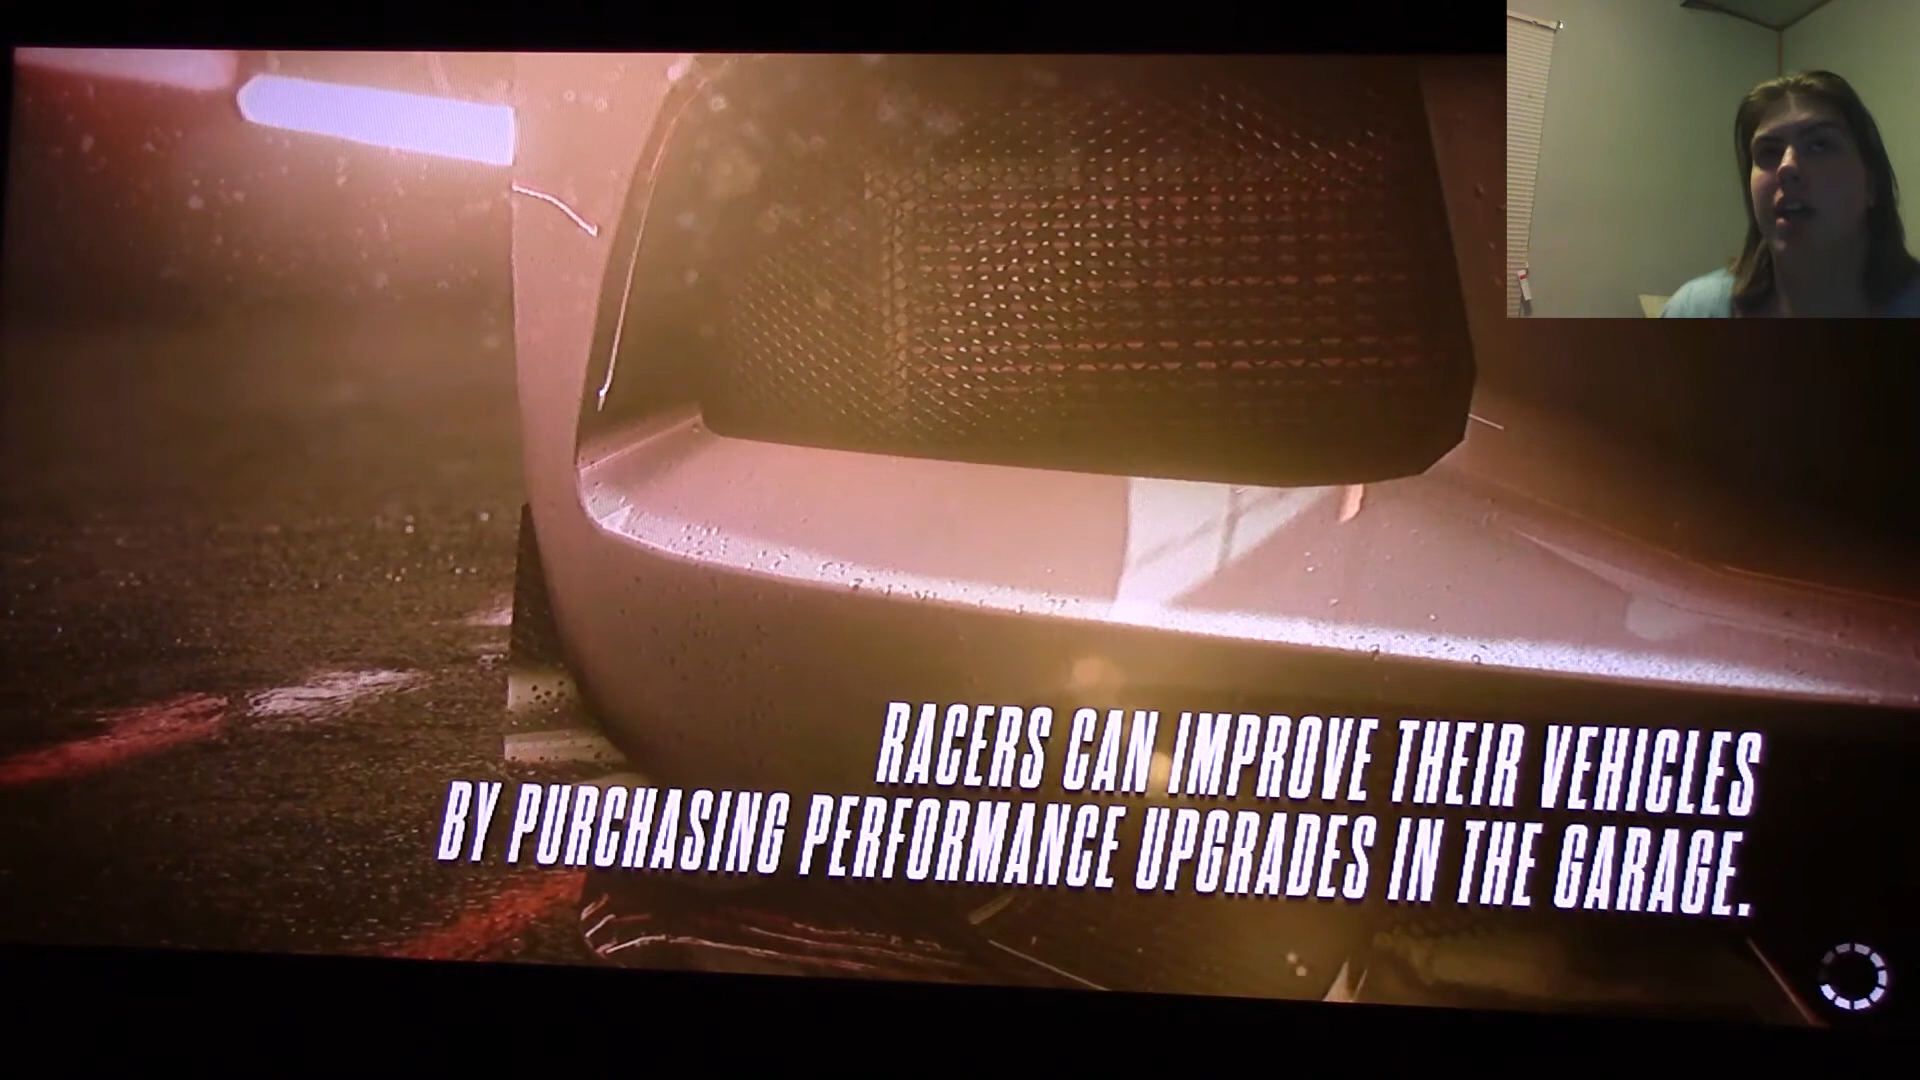 RACERS CAN IMPROVE THEIR VEHICLES
BY PURCHASING PERFORMANCE UPGRADES IN THE GARAGE.